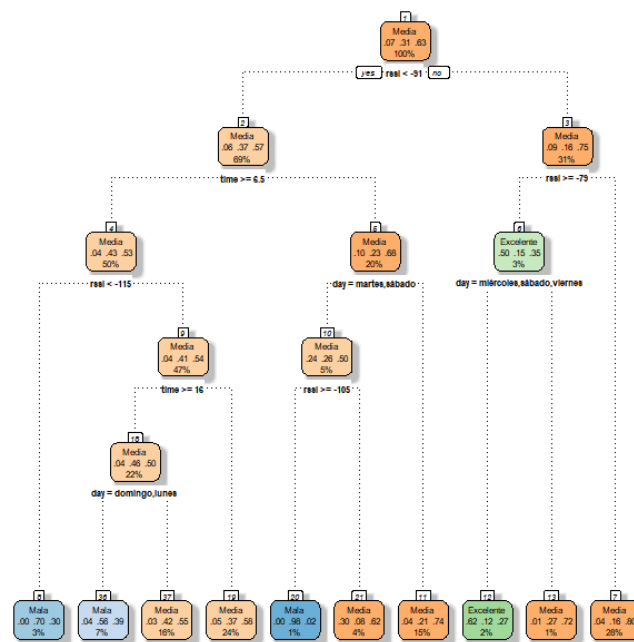 1
Media
.07 .31 .63
100%
yes rssi < -91 no
2
Media
.06 .37 .57
69%
time >= 6.5
3
Media
.09 .16 .75
31%
rssi >= -79
4
Media
.04 .43 .53
50%
rssi < -115
5
Media
.10 .23 .68
20%
day = martes,sábado
6
Excelente
.50 .15 .35
3%
day = miércoles,sábado,viernes
9
Media
.04 .41 .54
47%
time >= 16
10
Media
.24 .26 .50
5%
rssi >= -105
18
Media
.04 .46 .50
22%
day = domingo,lunes
8
Mala
.00 .70 .30
3%
36
Mala
.04 .56 .39
7%
37
Media
.03 .42 .55
16%
19
Media
.05 .37 .58
24%
20
Mala
.00 .98 .02
1%
21
Media
.30 .08 .62
4%
11
Media
.04 .21 .74
15%
12
Excelente
.62 .12 .27
2%
13
Media
.01 .27 .72
1%
7
Media
.04 .16 .80
28%